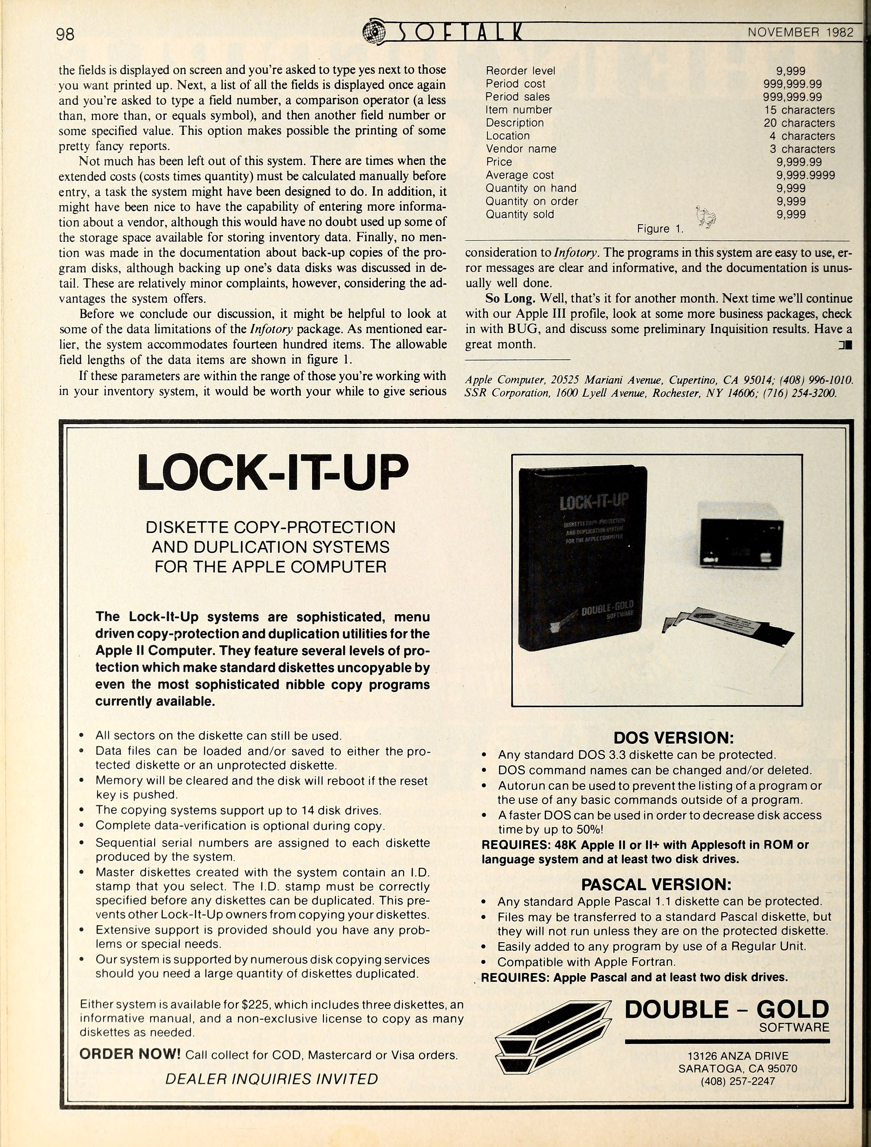 98
SOFTALK
NOVEMBER 1982
the fields is displayed on screen and you're asked to type yes next to those
you want printed up. Next, a list of all the fields is displayed once again
and you're asked to type a field number, a comparison operator (a less
than, more than, or equals symbol), and then another field number or
some specified value. This option makes possible the printing of some
pretty fancy reports.
Not much has been left out of this system. There are times when the
extended costs (costs times quantity) must be calculated manually before
entry, a task the system might have been designed to do. In addition, it
might have been nice to have the capability of entering more informa-
tion about a vendor, although this would have no doubt used up some of
the storage space available for storing inventory data. Finally, no men-
tion was made in the documentation about back-up copies of the pro-
gram disks, although backing up one's data disks was discussed in de-
tail. These are relatively minor complaints, however, considering the ad-
vantages the system offers.
Before we conclude our discussion, it might be helpful to look at
some of the data limitations of the Infotory package. As mentioned ear-
lier, the system accommodates fourteen hundred items. The allowable
field lengths of the data items are shown in figure 1.
If these parameters are within the range of those you're working with
in your inventory system, it would be worth your while to give serious
Reorder level 9,999
Period cost 999,999.99
Period sales 999,999.99
Item number 15 characters
Description 20 characters
Location 4 characters
Vendor name 3 characters
Price 9,999.99
Average cost 9,999.9999
Quantity on hand 9,999
Quantity on order 9,999
Quantity sold 9,999
Figure 1.
consideration to Infotory. The programs in this system are easy to use, er-
ror messages are clear and informative, and the documentation is unus-
ually well done.
So Long. Well, that's it for another month. Next time we'll continue
with our Apple III profile, look at some more business packages, check
in with BUG, and discuss some preliminary Inquisition results. Have a
great month.
Apple Computer, 20525 Mariani Avenue, Cupertino, CA 95014; (408) 996-1010.
SSR Corporation, 1600 Lyell Avenue, Rochester, NY 14606; (716) 254-3200.
LOCK-IT-UP
DISKETTE COPY-PROTECTION
AND DUPLICATION SYSTEMS
FOR THE APPLE COMPUTER
The Lock-It-Up systems are sophisticated, menu
driven copy-protection and duplication utilities for the
Apple II Computer. They feature several levels of pro-
tection which make standard diskettes uncopyable by
even the most sophisticated nibble copy programs
currently available.
• All sectors on the diskette can still be used.
• Data files can be loaded and/or saved to either the pro-
tected diskette or an unprotected diskette.
• Memory will be cleared and the disk will reboot if the reset
key is pushed.
• The copying systems support up to 14 disk drives.
• Complete data-verification is optional during copy.
• Sequential serial numbers are assigned to each diskette
produced by the system.
• Master diskettes created with the system contain an I.D.
stamp that you select. The I.D. stamp must be correctly
specified before any diskettes can be duplicated. This pre-
vents other Lock-It-Up owners from copying your diskettes.
• Extensive support is provided should you have any prob-
lems or special needs.
• Our system is supported by numerous disk copying services
should you need a large quantity of diskettes duplicated.
Either system is available for $225, which includes three diskettes, an
informative manual, and a non-exclusive license to copy as many
diskettes as needed.
ORDER NOW! Call collect for COD, Mastercard or Visa orders.
DEALER INQUIRIES INVITED
LOCK-IT-UP
DISKETTE COPY-PROTECTION
AND DUPLICATION SYSTEMS
FOR THE APPLE COMPUTER
DOUBLE-GOLD
SOFTWARE
DOS VERSION:
• Any standard DOS 3.3 diskette can be protected.
• DOS command names can be changed and/or deleted.
• Autorun can be used to prevent the listing of a program or
the use of any basic commands outside of a program.
• A faster DOS can be used in order to decrease disk access
time by up to 50%!
REQUIRES: 48K Apple II or II+ with Applesoft in ROM or
language system and at least two disk drives.
PASCAL VERSION:
• Any standard Apple Pascal 1.1 diskette can be protected.
• Files may be transferred to a standard Pascal diskette, but
they will not run unless they are on the protected diskette.
• Easily added to any program by use of a Regular Unit.
• Compatible with Apple Fortran.
REQUIRES: Apple Pascal and at least two disk drives.
DOUBLE - GOLD
SOFTWARE
13126 ANZA DRIVE
SARATOGA, CA 95070
(408) 257-2247